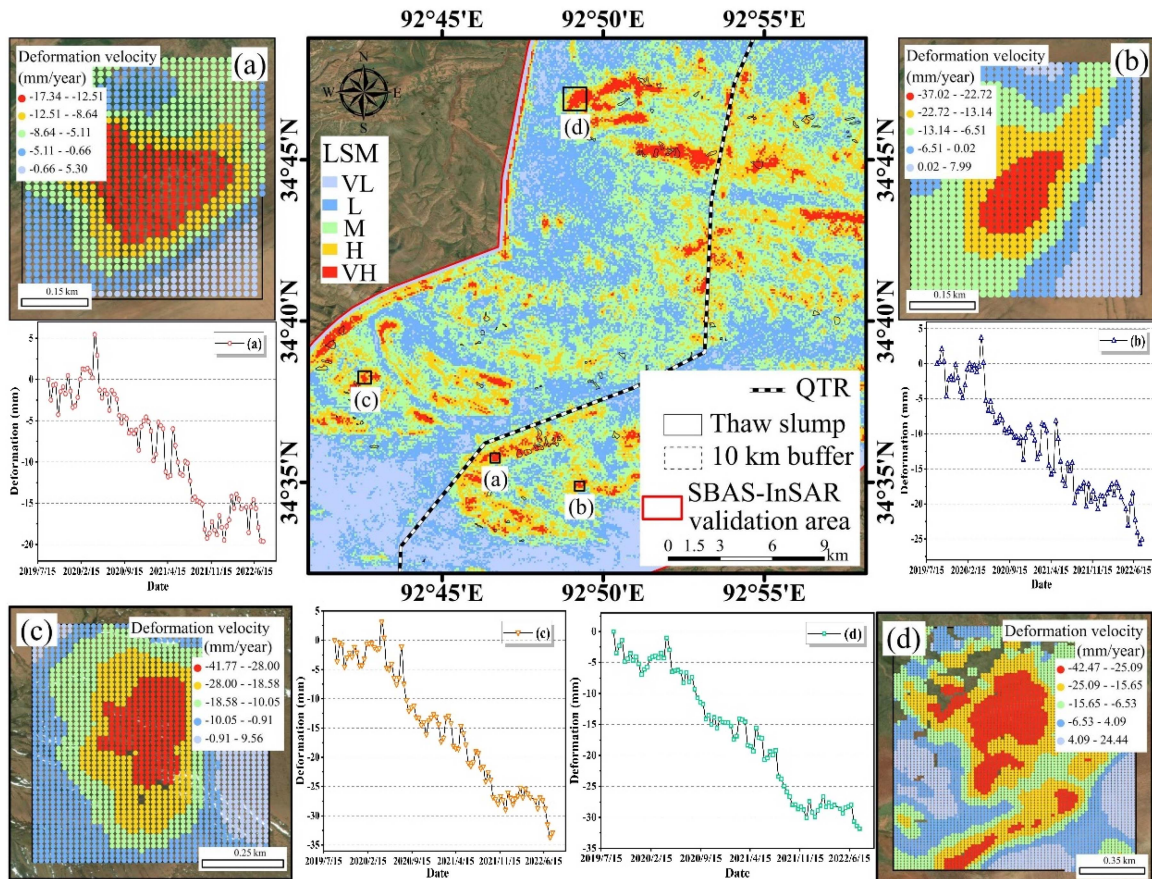 92°45'E 92°50'E 92°55'E
Deformation velocity
(mm/year)
-17.34 - -12.51
-12.51 - -8.64
-8.64 - -5.11
-5.11 - -0.66
-0.66 - 5.30
(a)
0.15 km
N
W E
S
LSM
VL
L
M
H
VH
(d)
(c)
(a)
(b)
QTR
Thaw slump
10 km buffer
SBAS-InSAR
validation area
0 1.5 3 6 9
km
34°45'N
34°40'N
34°35'N
34°45'N
34°40'N
34°35'N
92°45'E 92°50'E 92°55'E
Deformation velocity
(mm/year)
-37.02 - -22.72
-22.72 - -13.14
-13.14 - -6.51
-6.51 - 0.02
0.02 - 7.99
(b)
0.15 km
(a)
Deformation (mm)
5
0
-5
-10
-15
-20
2019/7/15 2020/2/15 2020/9/15 2021/4/15 2021/11/15 2022/6/15
Date
(b)
Deformation (mm)
5
0
-5
-10
-15
-20
-25
2019/7/15 2020/2/15 2020/9/15 2021/4/15 2021/11/15 2022/6/15
Date
(c)
Deformation velocity
(mm/year)
-41.77 - -28.00
-28.00 - -18.58
-18.58 - -10.05
-10.05 - -0.91
-0.91 - 9.56
0.25 km
(c)
Deformation (mm)
5
0
-5
-10
-15
-20
-25
-30
-35
2019/7/15 2020/2/15 2020/9/15 2021/4/15 2021/11/15 2022/6/15
Date
(d)
Deformation (mm)
5
0
-5
-10
-15
-20
-25
-30
-35
2019/7/15 2020/2/15 2020/9/15 2021/4/15 2021/11/15 2022/6/15
Date
(d)
Deformation velocity
(mm/year)
-42.47 - -25.09
-25.09 - -15.65
-15.65 - -6.53
-6.53 - 4.09
4.09 - 24.44
0.35 km